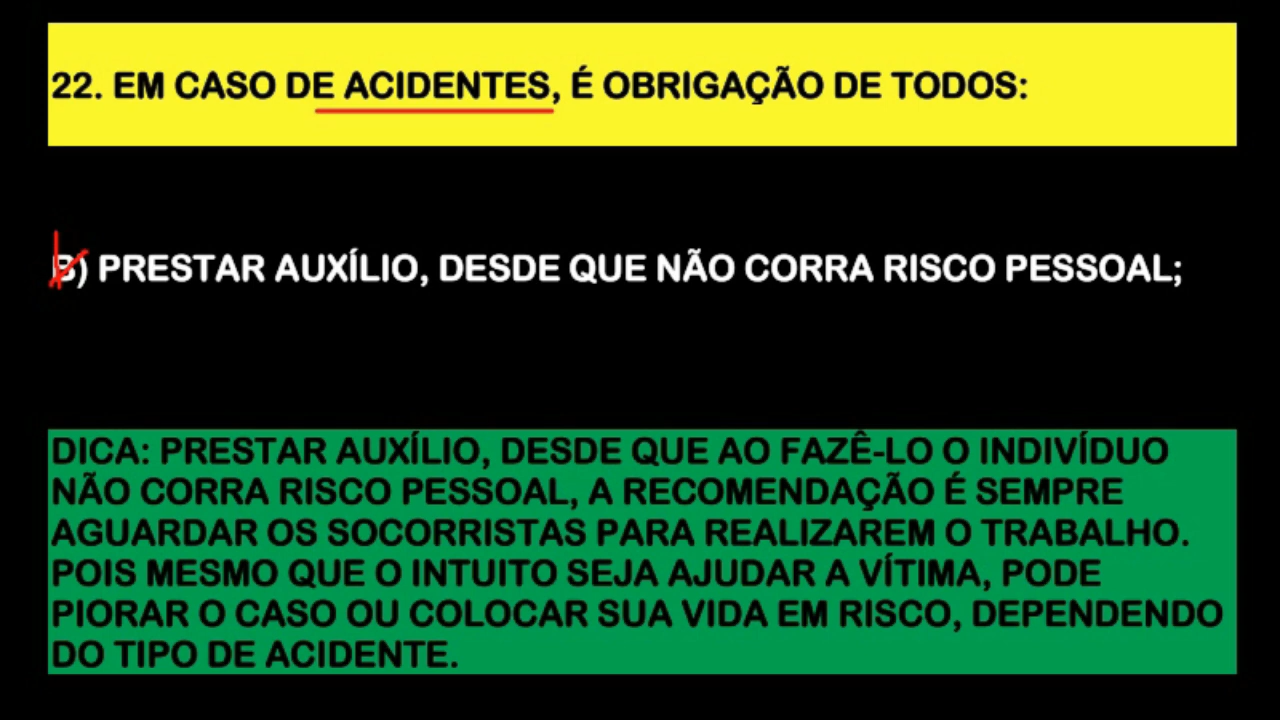 22. EM CASO DE ACIDENTES, É OBRIGAÇÃO DE TODOS:
B) PRESTAR AUXÍLIO, DESDE QUE NÃO CORRA RISCO PESSOAL;
DICA: PRESTAR AUXÍLIO, DESDE QUE AO FAZÊ-LO O INDIVÍDUO
NÃO CORRA RISCO PESSOAL, A RECOMENDAÇÃO É SEMPRE
AGUARDAR OS SOCORRISTAS PARA REALIZAREM O TRABALHO.
POIS MESMO QUE O INTUITO SEJA AJUDAR A VÍTIMA, PODE
PIORAR O CASO OU COLOCAR SUA VIDA EM RISCO, DEPENDENDO
DO TIPO DE ACIDENTE.